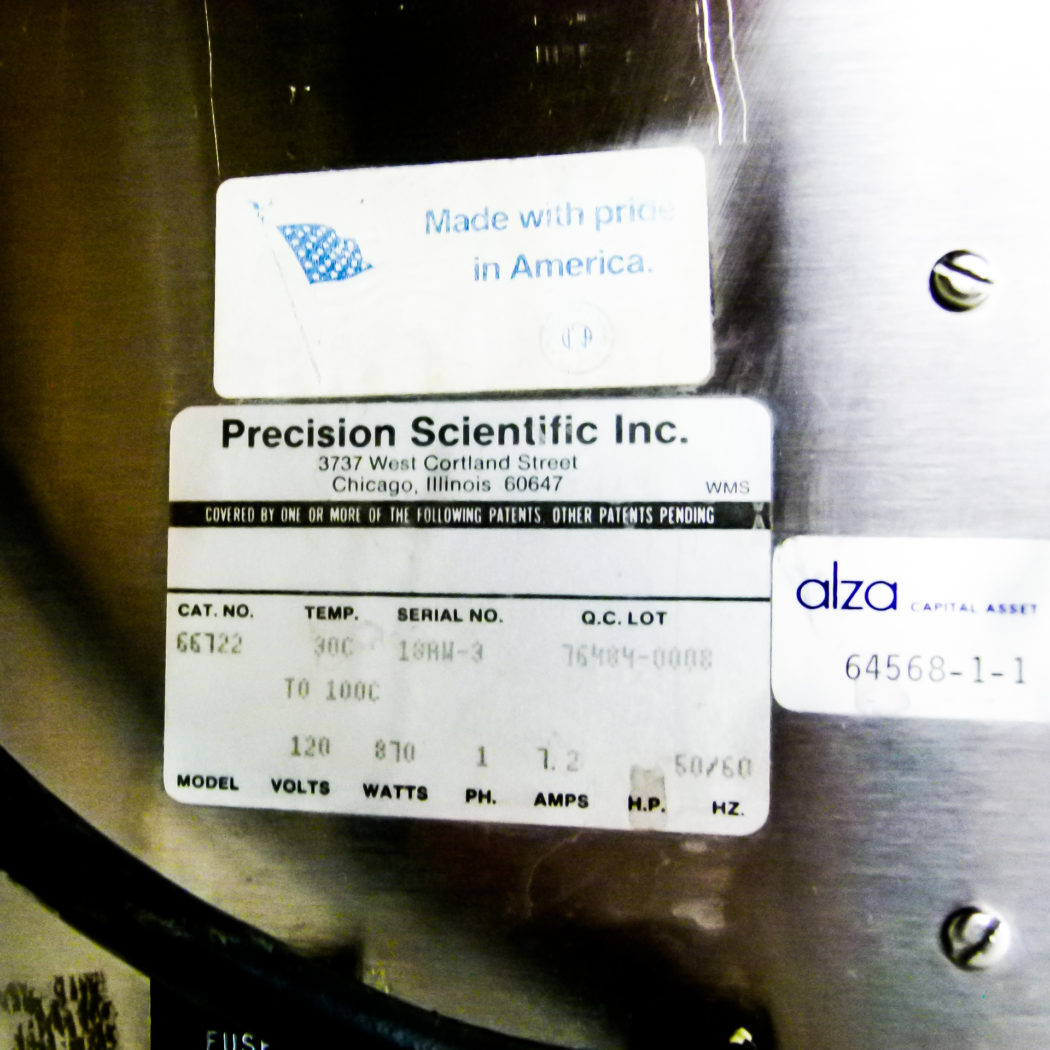 Made with pride
in America.
Precision Scientific Inc.
3737 West Cortland Street
Chicago, Illinois 60647
WMS
COVERED BY ONE OR MORE OF THE FOLLOWING PATENTS. OTHER PATENTS PENDING
CAT. NO. TEMP. SERIAL NO. Q.C. LOT
66722 30C 76484-0008
TO 100C
120 870 1 7.2 50/60
MODEL VOLTS WATTS PH. AMPS H.P. HZ.
alza CAPITAL ASSET
64568-1-1